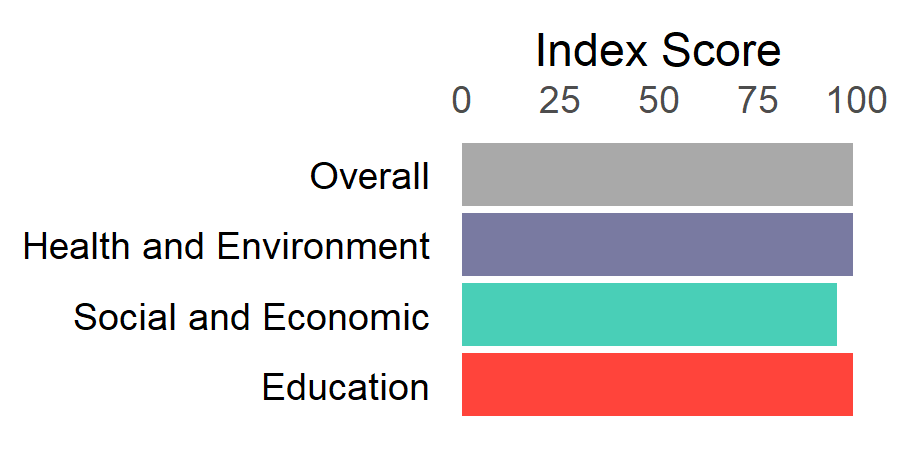 Index Score
0 25 50 75 100
Overall
Health and Environment
Social and Economic
Education